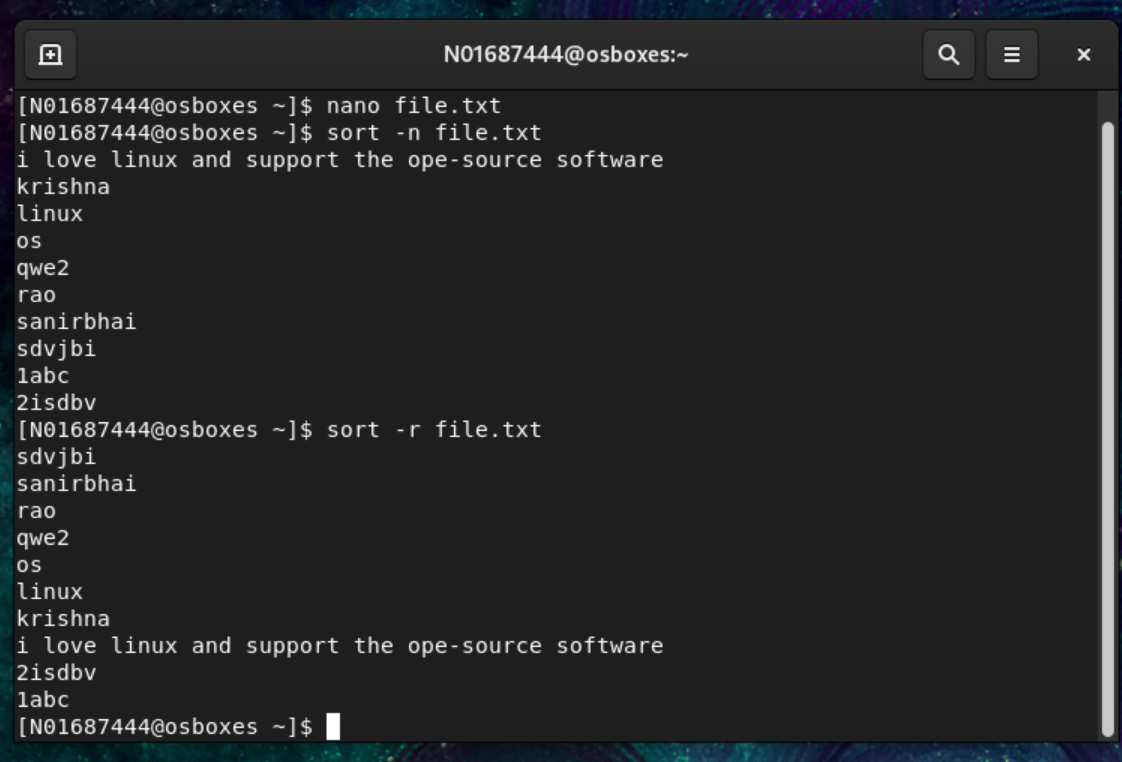 N01687444@osboxes:~
[N01687444@osboxes ~]$ nano file.txt
[N01687444@osboxes ~]$ sort -n file.txt
i love linux and support the ope-source software
krishna
linux
os
qwe2
rao
sanirbhai
sdvjbi
1abc
2isdbv
[N01687444@osboxes ~]$ sort -r file.txt
sdvjbi
sanirbhai
rao
qwe2
os
linux
krishna
i love linux and support the ope-source software
2isdbv
1abc
[N01687444@osboxes ~]$